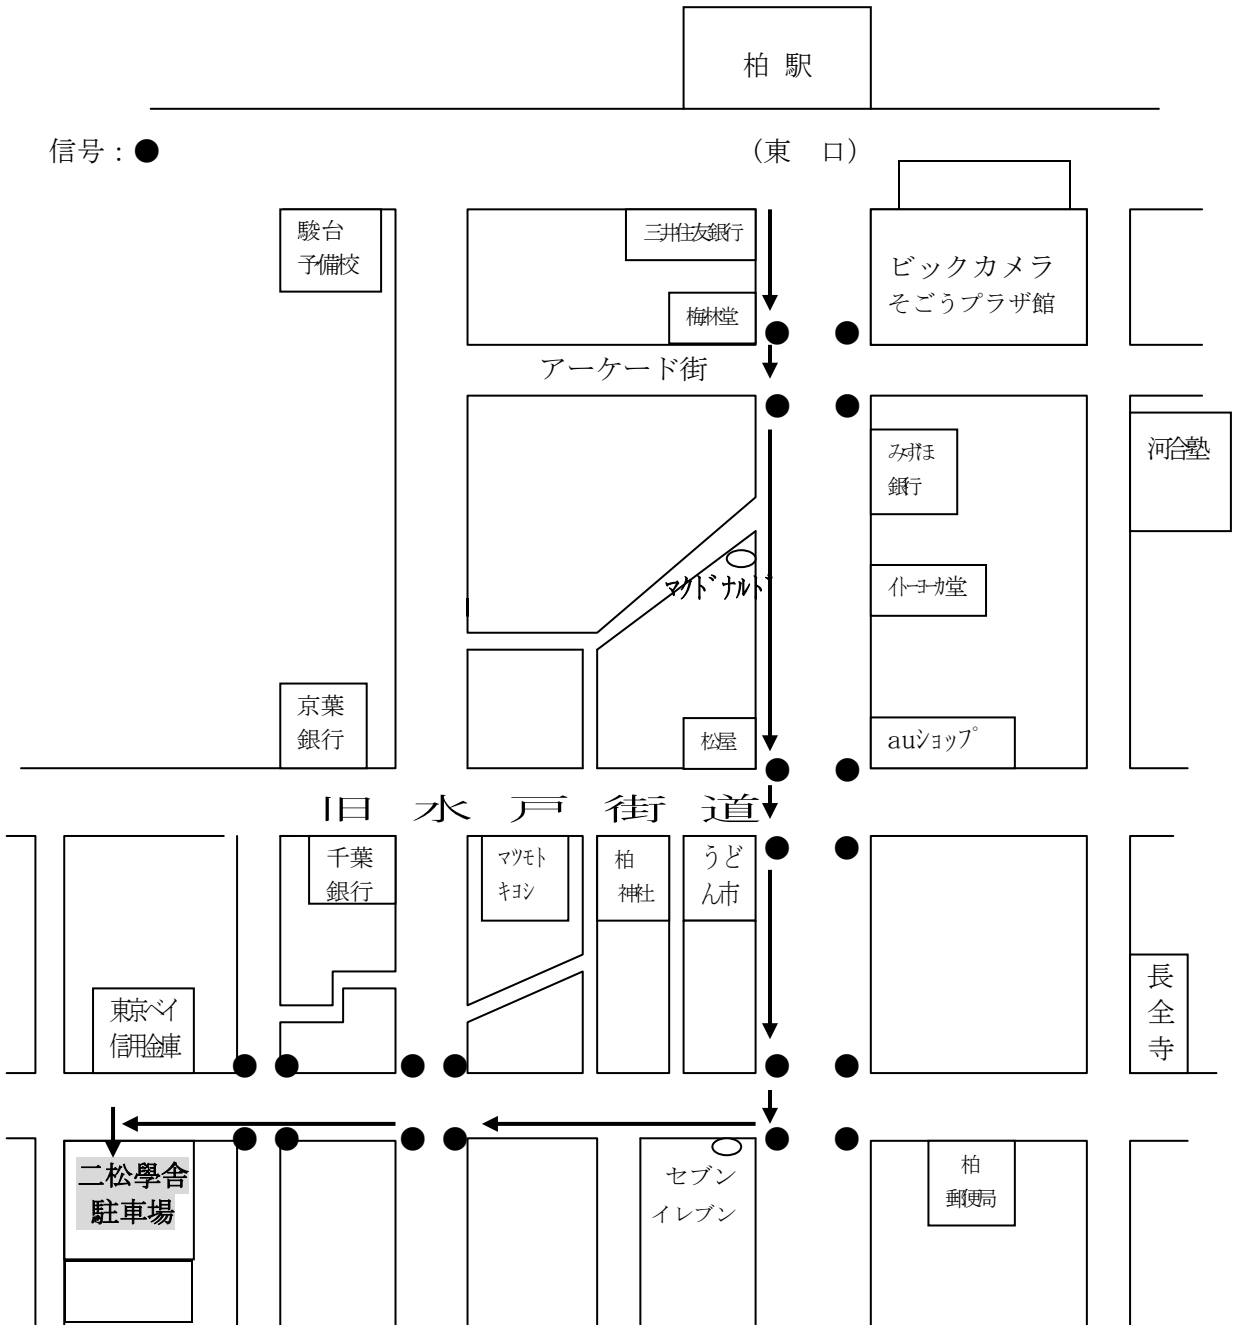 柏 駅
信号：●
（東　口）
駿台
予備校
三井住友銀行
ビックカメラ
そごうプラザ館
梅林堂
アーケード街
みずほ
銀行
河合塾
マクドナルド
イトーヨーカ堂
京葉
銀行
松屋
auショップ
旧水戸街道
千葉
銀行
マツモト
キヨシ
柏
神社
うど
ん市
東京ベイ
信用金庫
長
全
寺
二松學舎
駐車場
セブン
イレブン
柏
郵便局